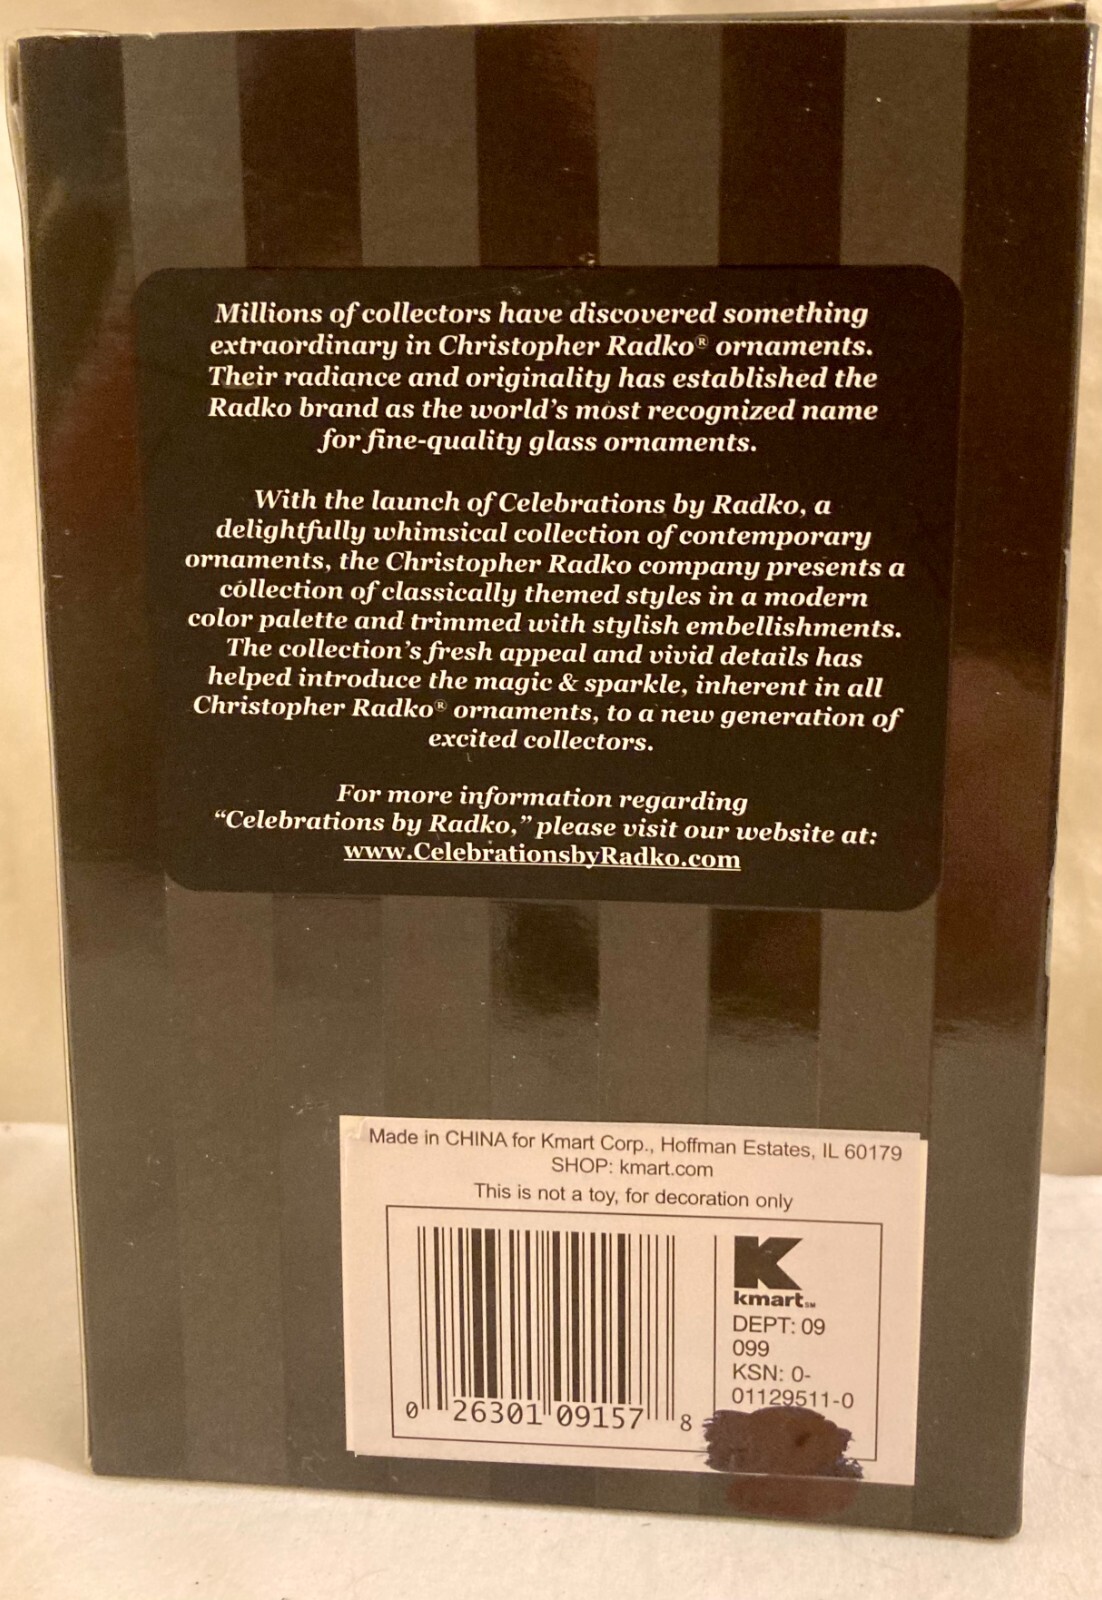 Millions of collectors have discovered something
extraordinary in Christopher Radko® ornaments.
Their radiance and originality has established the
Radko brand as the world's most recognized name
for fine-quality glass ornaments.
With the launch of Celebrations by Radko, a
delightfully whimsical collection of contemporary
ornaments, the Christopher Radko company presents a
collection of classically themed styles in a modern
color palette and trimmed with stylish embellishments.
The collection's fresh appeal and vivid details has
helped introduce the magic & sparkle, inherent in all
Christopher Radko® ornaments, to a new generation of
excited collectors.
For more information regarding
“Celebrations by Radko,” please visit our website at:
www.CelebrationsbyRadko.com
Made in CHINA for Kmart Corp., Hoffman Estates, IL 60179
SHOP: kmart.com
This is not a toy, for decoration only
K
kmart℠
DEPT: 09
099
KSN: 0-
01129511-0
0 26301 09157 8